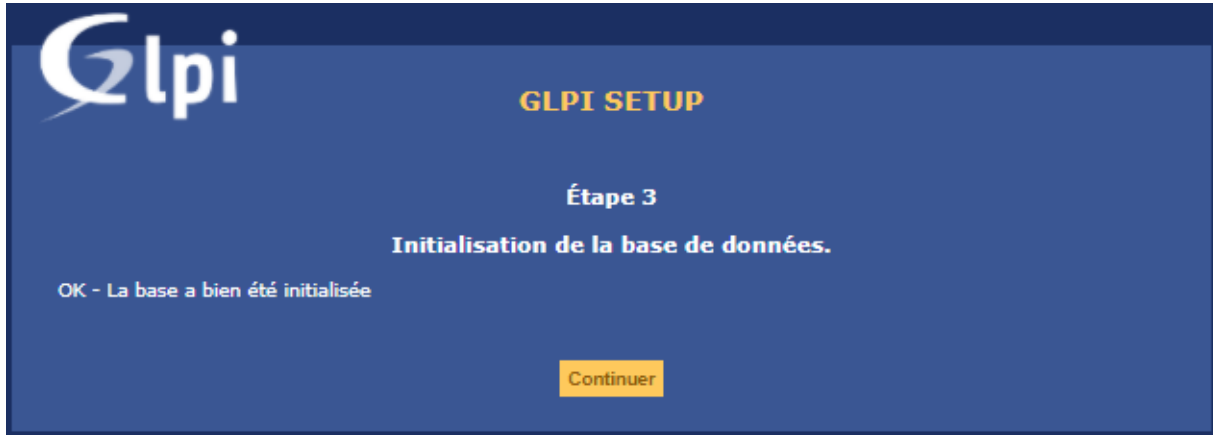 Glpi
GLPI SETUP
Étape 3
Initialisation de la base de données.
OK - La base a bien été initialisée
Continuer